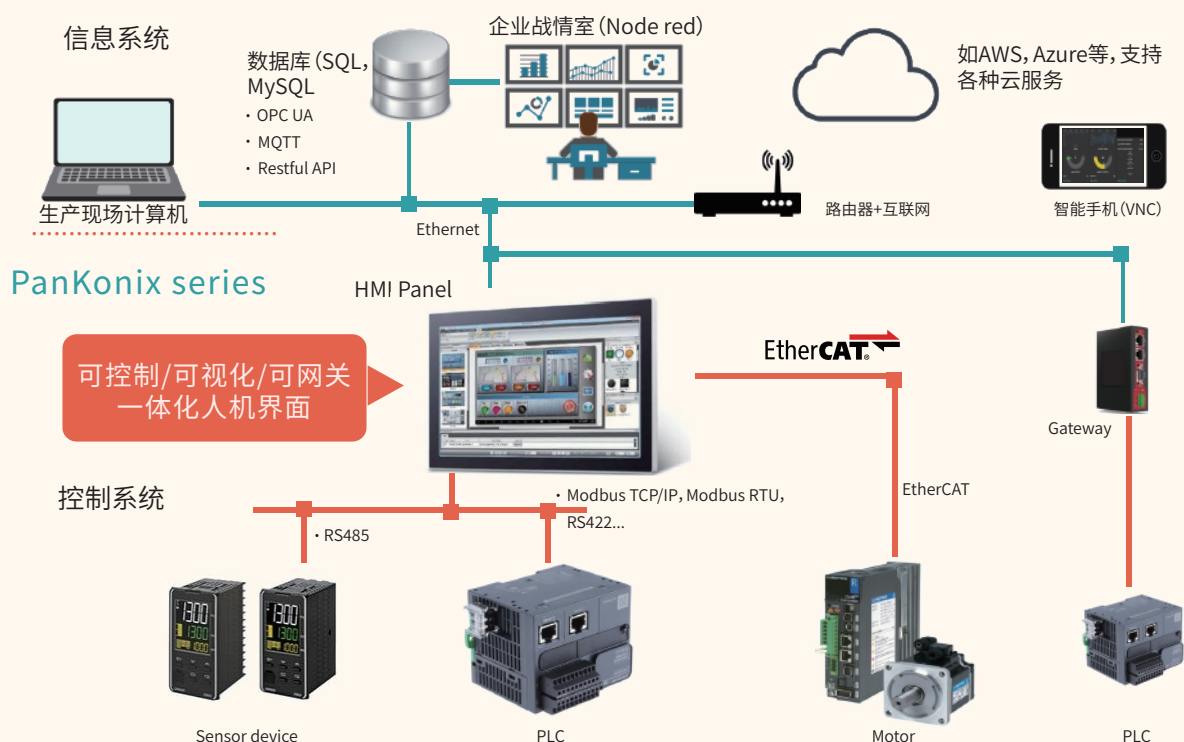 信息系统
数据库（SQL，
MySQL
· OPC UA
· MQTT
· Restful API
企业战情室（Node red）
如AWS，Azure等，支持
各种云服务
生产现场计算机
Ethernet
路由器+互联网
智能手机（VNC）
PanKonix series
HMI Panel
可控制/可视化/可网关
一体化人机界面
EtherCAT®
Gateway
控制系统
· Modbus TCP/IP，Modbus RTU，
RS422...
EtherCAT
· RS485
Sensor device
PLC
Motor
PLC